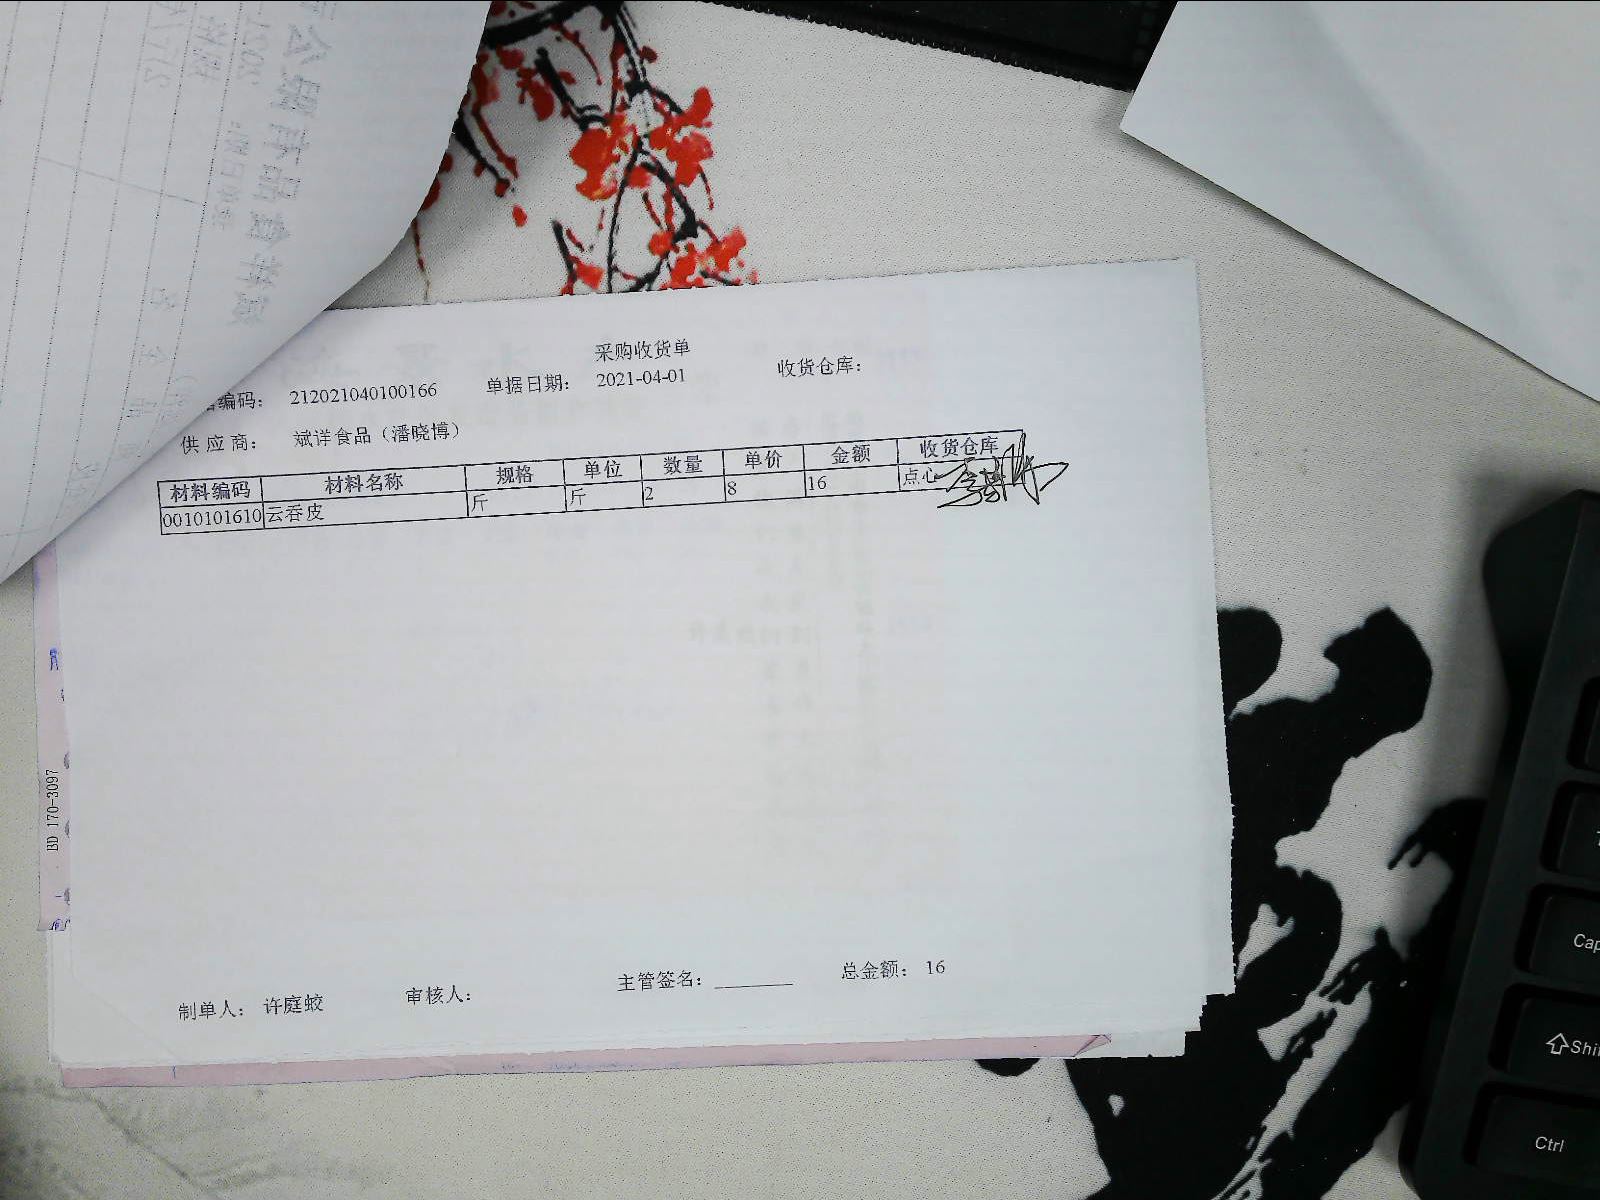 采购收货单
编码： 212021040100166 单据日期： 2021-04-01 收货仓库：
供应商： 斌详食品（潘晓博）
材料编码 材料名称 规格 单位 数量 单价 金额 收货仓库
0010101610 云吞皮 斤 斤 2 8 16 点心
制单人： 许庭蛟 审核人： 主管签名： 总金额： 16
BD 170-3097
Cap
Shi
Ctrl